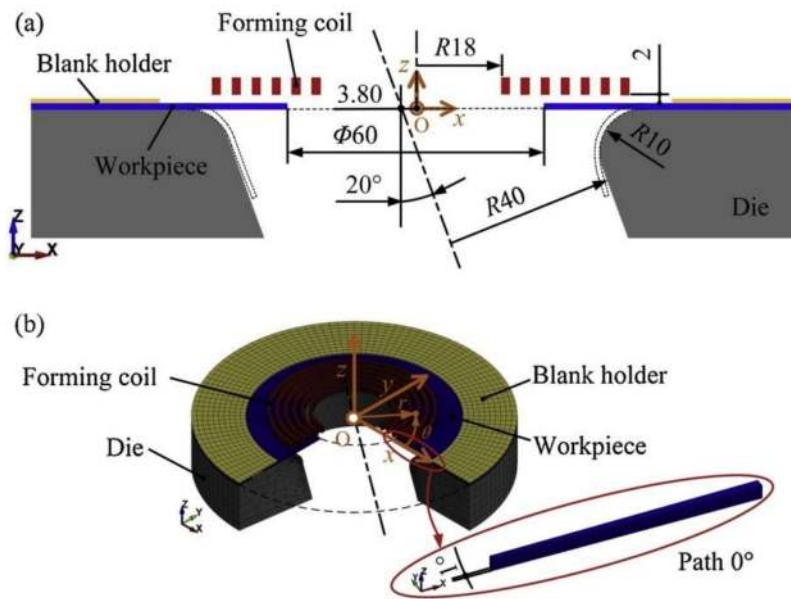 (a)
Forming coil
Blank holder
R18
z
2
3.80
O
x
Workpiece
Φ60
R10
20°
R40
Die
Z
Y
X
(b)
Forming coil
z
y
Blank holder
r
θ
O
x
Die
Workpiece
Z
Y
X
Path 0°
1°
Z
Y
X